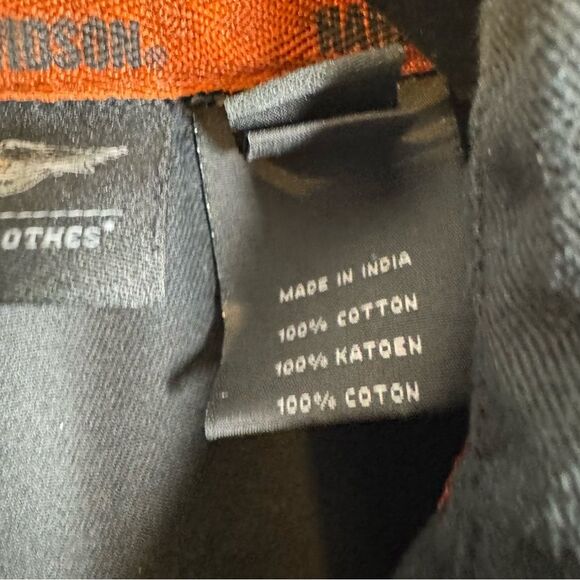 IDSON®
OTHES®
MADE IN INDIA
100% COTTON
100% KATOEN
100% COTON